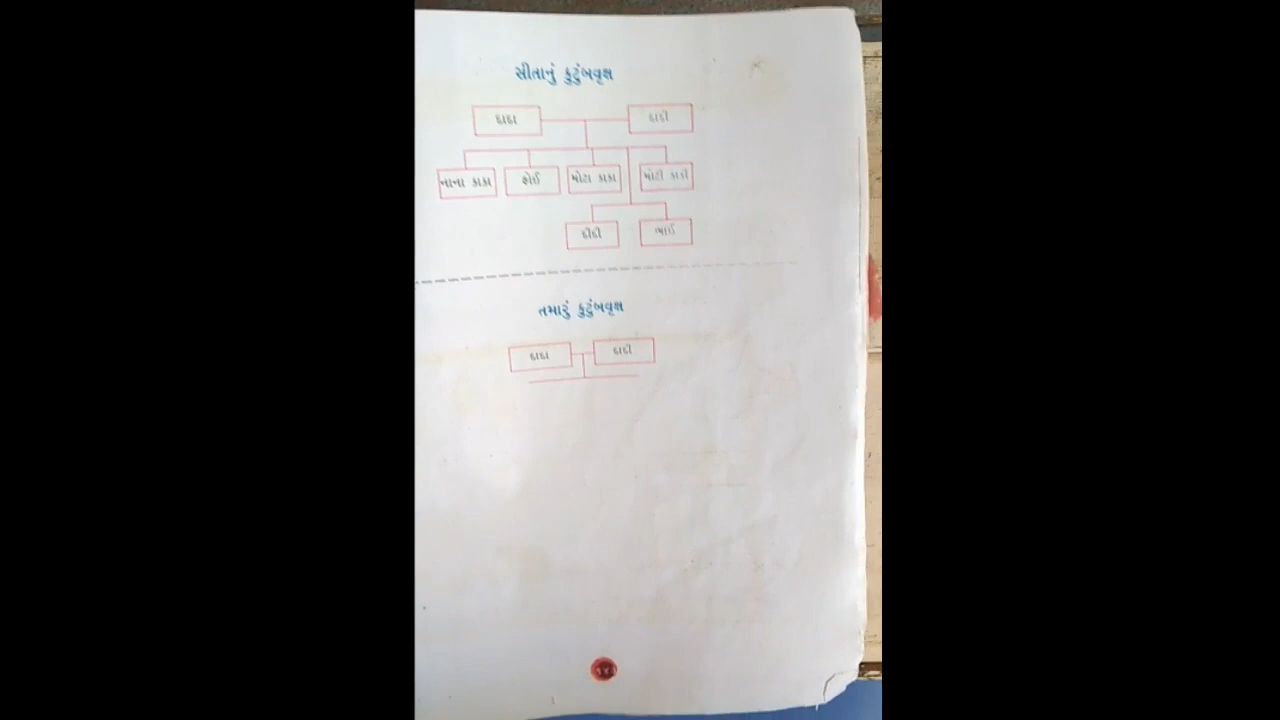 સીતાનું કુટુંબવૃક્ષ
દાદા દાદી
નાના કાકા ફોઈ મોટા કાકા મોટી કાકી
દીદી ભાઈ
તમારું કુટુંબવૃક્ષ
દાદા દાદી